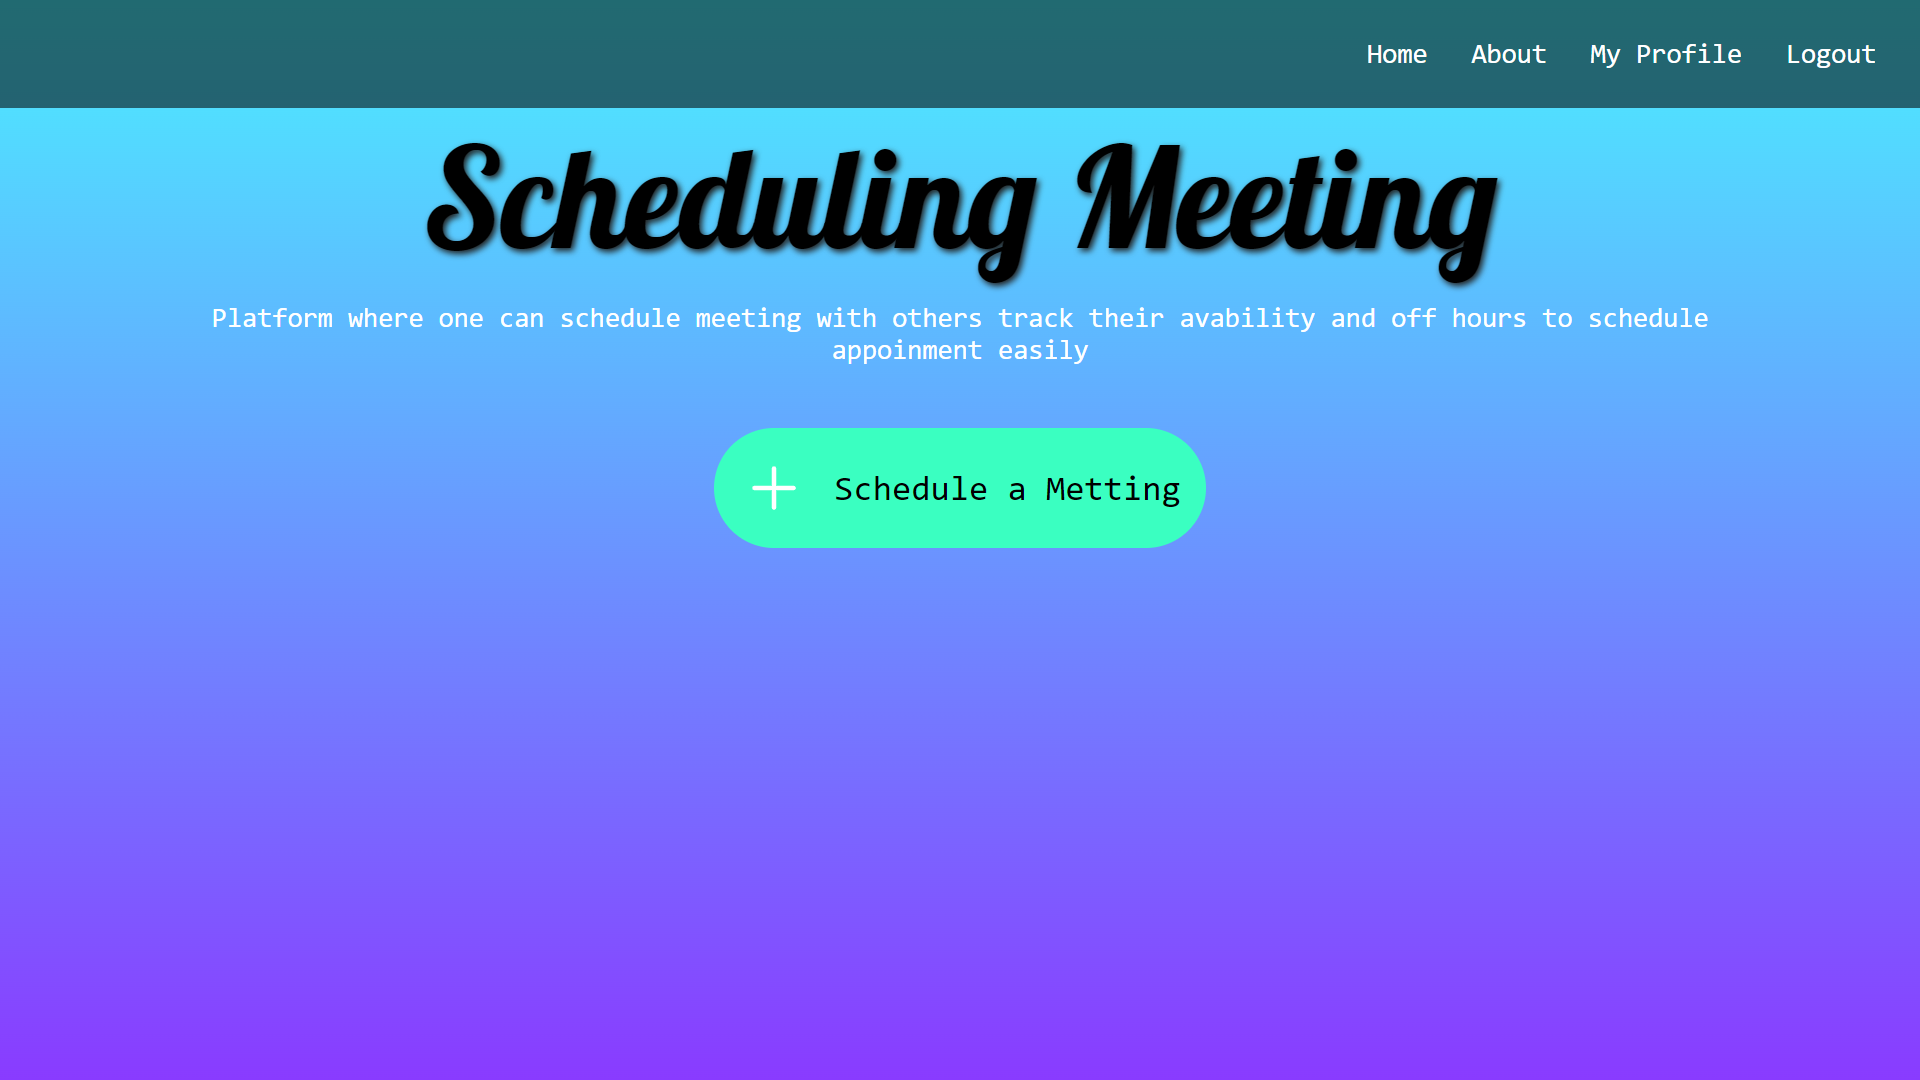 Home About My Profile Logout
Scheduling Meeting
Platform where one can schedule meeting with others track their avability and off hours to schedule
appoinment easily
Schedule a Metting